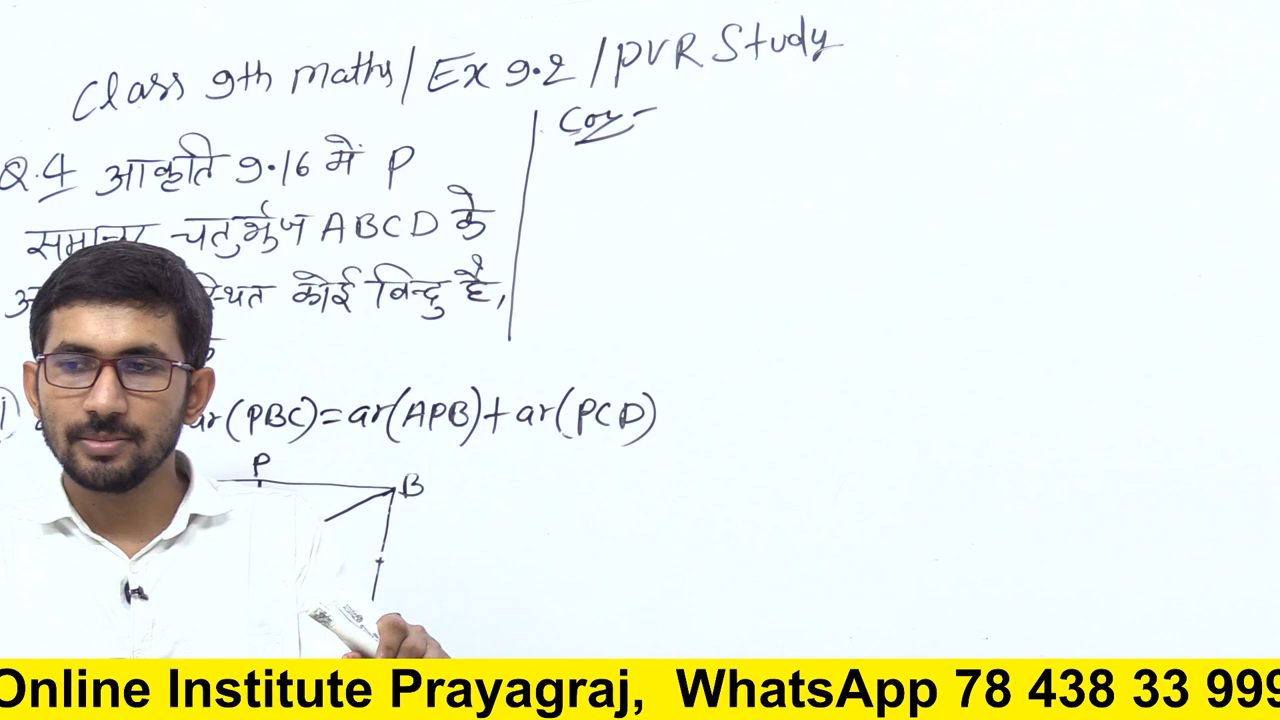 Class 9th maths / Ex 9.2 / PVR Study
Q.4 आकृति 9.16 में P
चतुर्भुज ABCD के
स्थित कोई बिन्दु है,
ar(PBC)=ar(APB)+ar(PCD)
P
B
Online Institute Prayagraj, WhatsApp 78 438 33 999